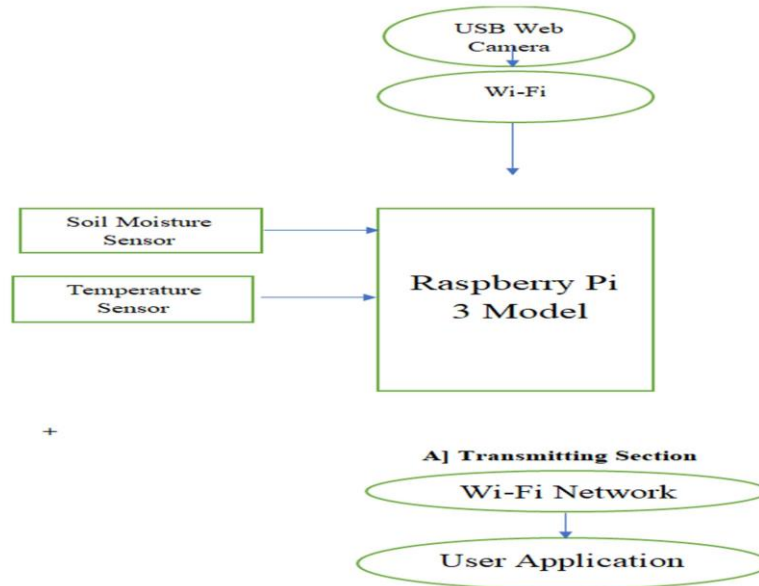 USB Web
Camera
Wi-Fi
Soil Moisture
Sensor
Temperature
Sensor
Raspberry Pi
3 Model
+
A] Transmitting Section
Wi-Fi Network
User Application